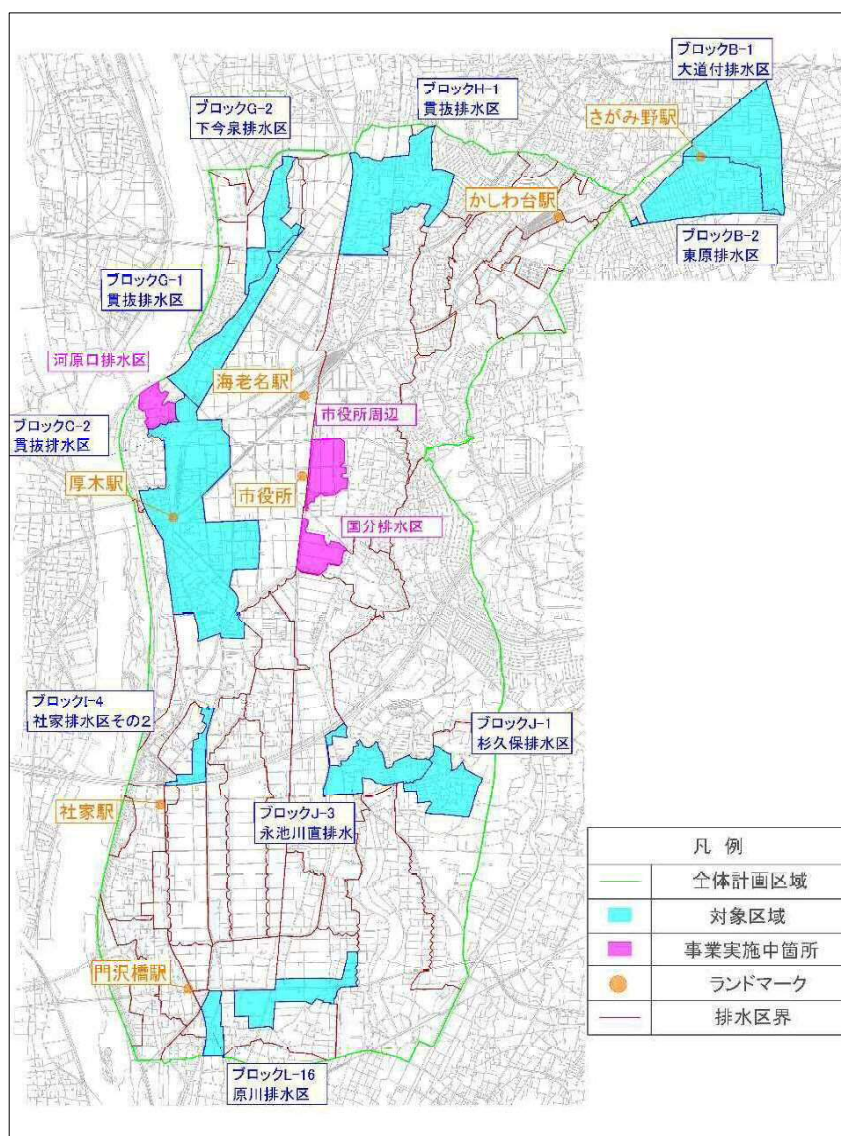 ブロックB-1
大道付排水区
ブロックH-1
貫抜排水区
ブロックG-2
下今泉排水区
さがみ野駅
かしわ台駅
ブロックB-2
東原排水区
ブロックG-1
貫抜排水区
河原口排水区
海老名駅
市役所周辺
ブロックC-2
貫抜排水区
厚木駅
市役所
国分排水区
ブロックI-4
社家排水区その2
ブロックJ-1
杉久保排水区
社家駅
ブロックJ-3
永池川直排水
門沢橋駅
ブロックL-16
原川排水区
凡 例
全体計画区域
対象区域
事業実施中箇所
ランドマーク
排水区界